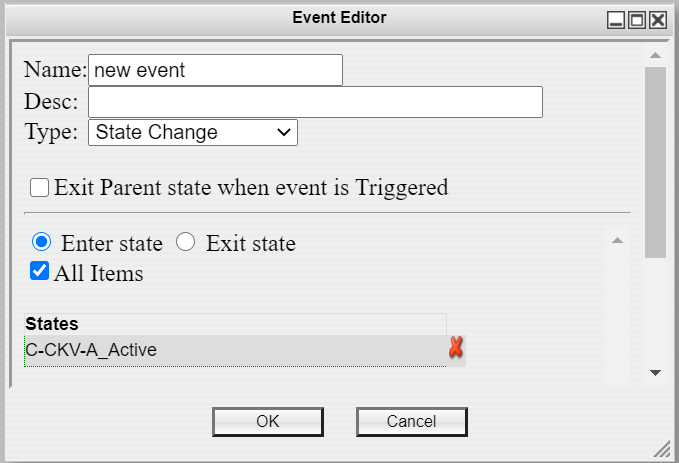 Event Editor
Name: new event
Desc:
Type: State Change
Exit Parent state when event is Triggered
Enter state Exit state
All Items
States
C-CKV-A_Active
OK Cancel